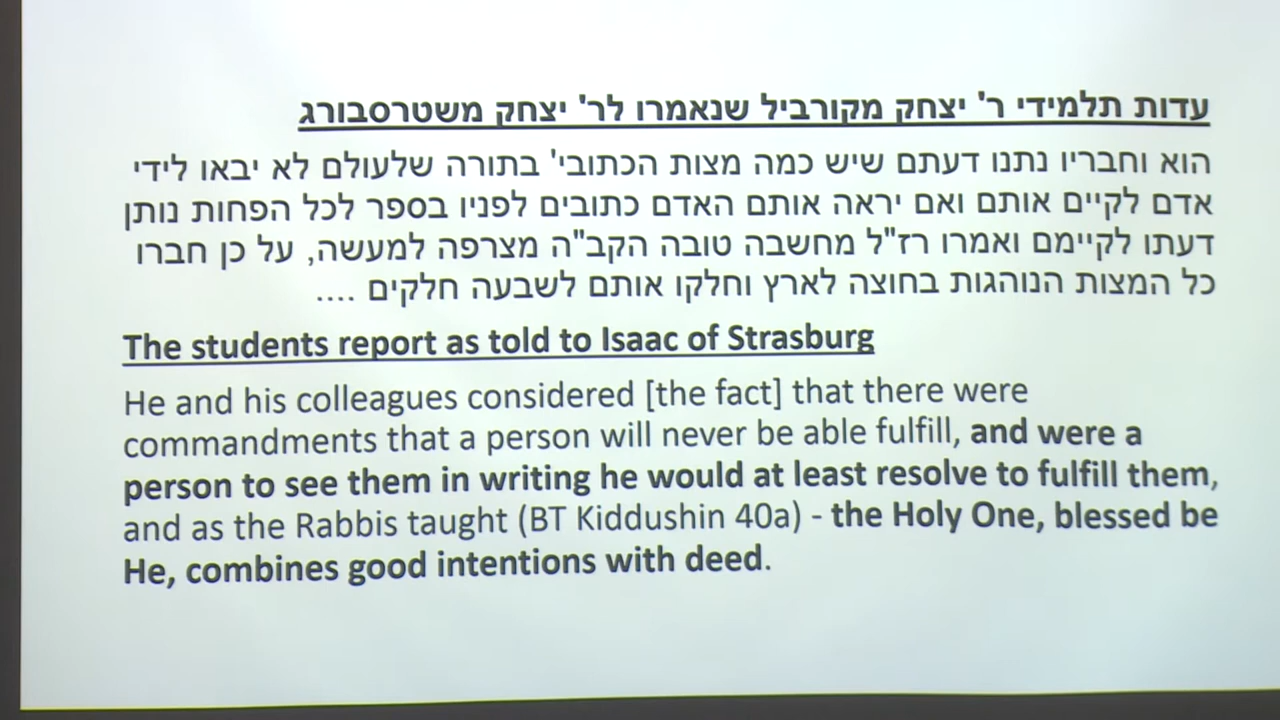 עדות תלמידי ר' יצחק מקורביל שנאמרו לר' יצחק משטרסבורג
הוא וחבריו נתנו דעתם שיש כמה מצות הכתובי' בתורה שלעולם לא יבאו לידי
אדם לקיים אותם ואם יראה אותם האדם כתובים לפניו בספר לכל הפחות נותן
דעתו לקיימם ואמרו רז"ל מחשבה טובה הקב"ה מצרפה למעשה, על כן חברו
כל המצות הנוהגות בחוצה לארץ וחלקו אותם לשבעה חלקים ....
The students report as told to Isaac of Strasburg
He and his colleagues considered [the fact] that there were
commandments that a person will never be able fulfill, and were a
person to see them in writing he would at least resolve to fulfill them,
and as the Rabbis taught (BT Kiddushin 40a) - the Holy One, blessed be
He, combines good intentions with deed.